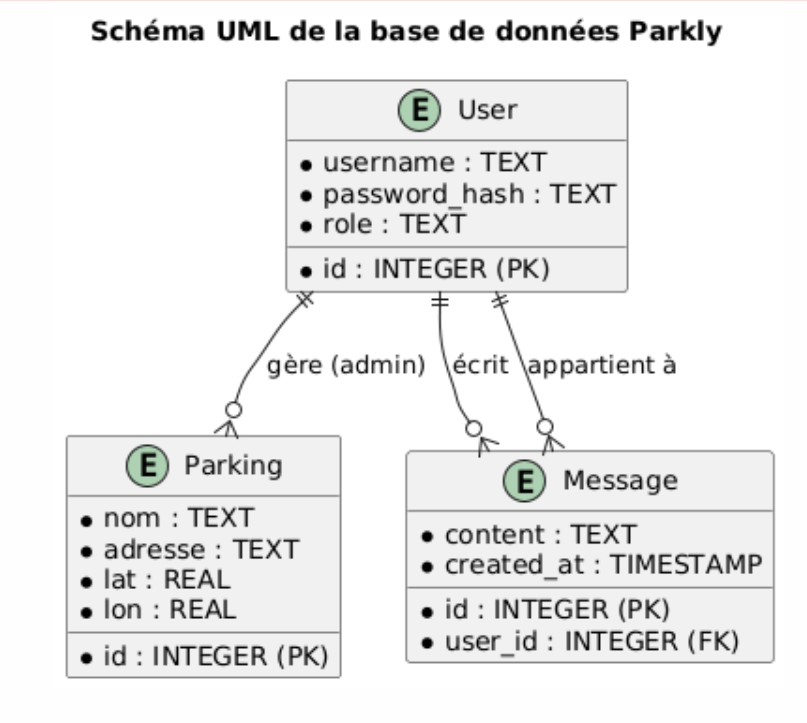 Schéma UML de la base de données Parkly
E User
username : TEXT
password_hash : TEXT
role : TEXT
id : INTEGER (PK)
gère (admin)
écrit
appartient à
E Parking
nom : TEXT
adresse : TEXT
lat : REAL
lon : REAL
id : INTEGER (PK)
E Message
content : TEXT
created_at : TIMESTAMP
id : INTEGER (PK)
user_id : INTEGER (FK)